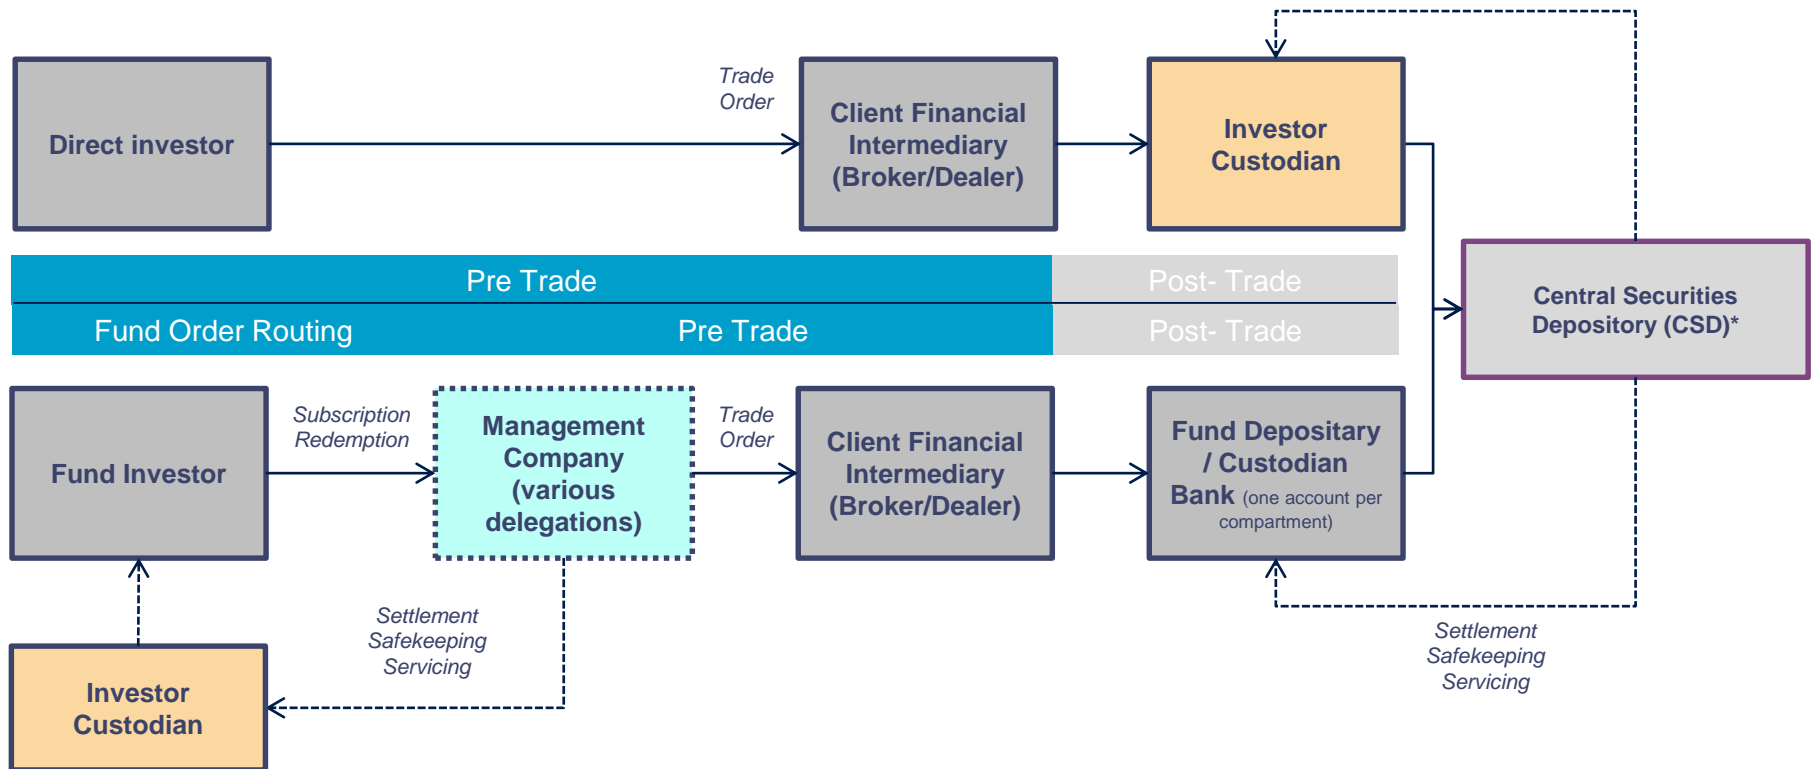 Direct investor
Trade
Order
Client Financial
Intermediary
(Broker/Dealer)
Investor
Custodian
Pre Trade
Post- Trade
Fund Order Routing
Pre Trade
Post- Trade
Central Securities
Depository (CSD)*
Fund Investor
Subscription
Redemption
Management
Company
(various
delegations)
Trade
Order
Client Financial
Intermediary
(Broker/Dealer)
Fund Depositary
/ Custodian
Bank (one account per
compartment)
Settlement
Safekeeping
Servicing
Settlement
Safekeeping
Servicing
Investor
Custodian